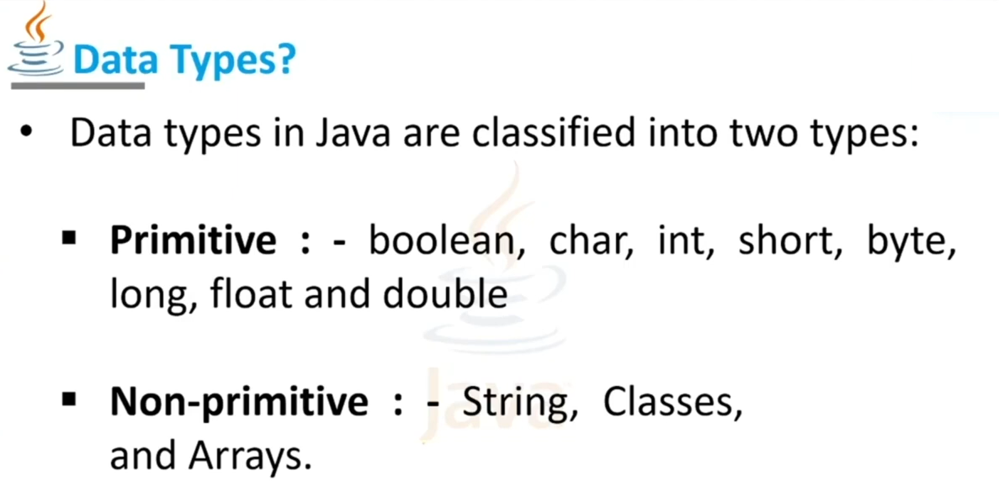 Data Types?
• Data types in Java are classified into two types:
▪ Primitive : - boolean, char, int, short, byte,
long, float and double
▪ Non-primitive : - String, Classes,
and Arrays.
Java